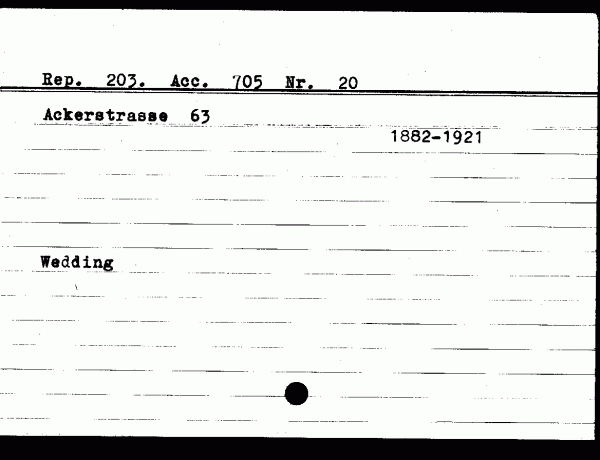 Rep. 203. Acc. 705 Nr. 20
Ackerstrasse 63
1882-1921
Wedding